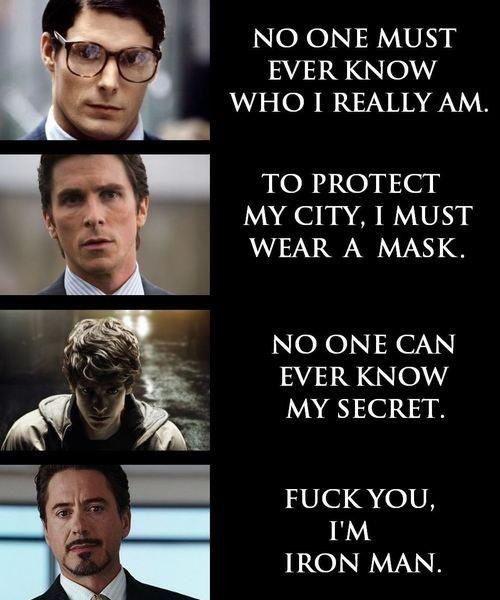 NO ONE MUST
EVER KNOW
WHO I REALLY AM.
TO PROTECT
MY CITY, I MUST
WEAR A MASK.
NO ONE CAN
EVER KNOW
MY SECRET.
FUCK YOU,
I'M
IRON MAN.